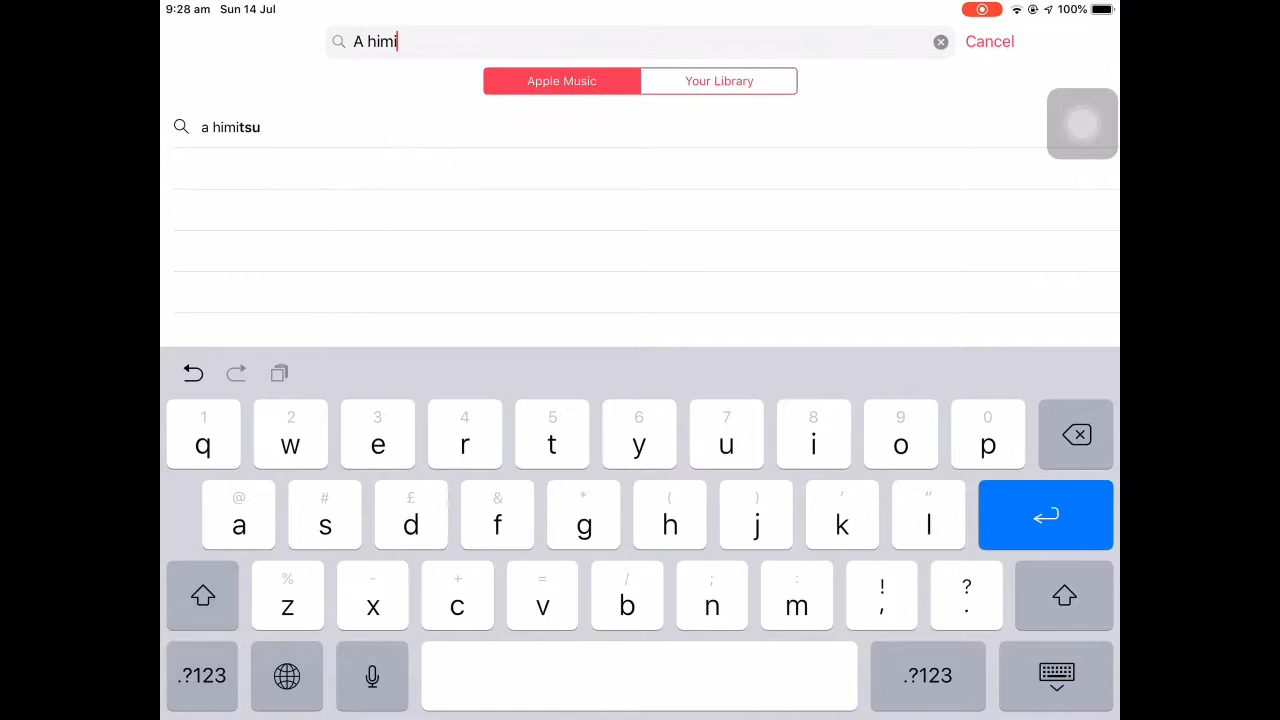 9:28 am Sun 14 Jul 100%
A himi Cancel
Apple Music Your Library
a himitsu
1 2 3 4 5 6 7 8 9 0
q w e r t y u i o p
@ # £ & * ( ) ' "
a s d f g h j k l
% - + = / ; : ! ?
z x c v b n m , .
.?123 .?123